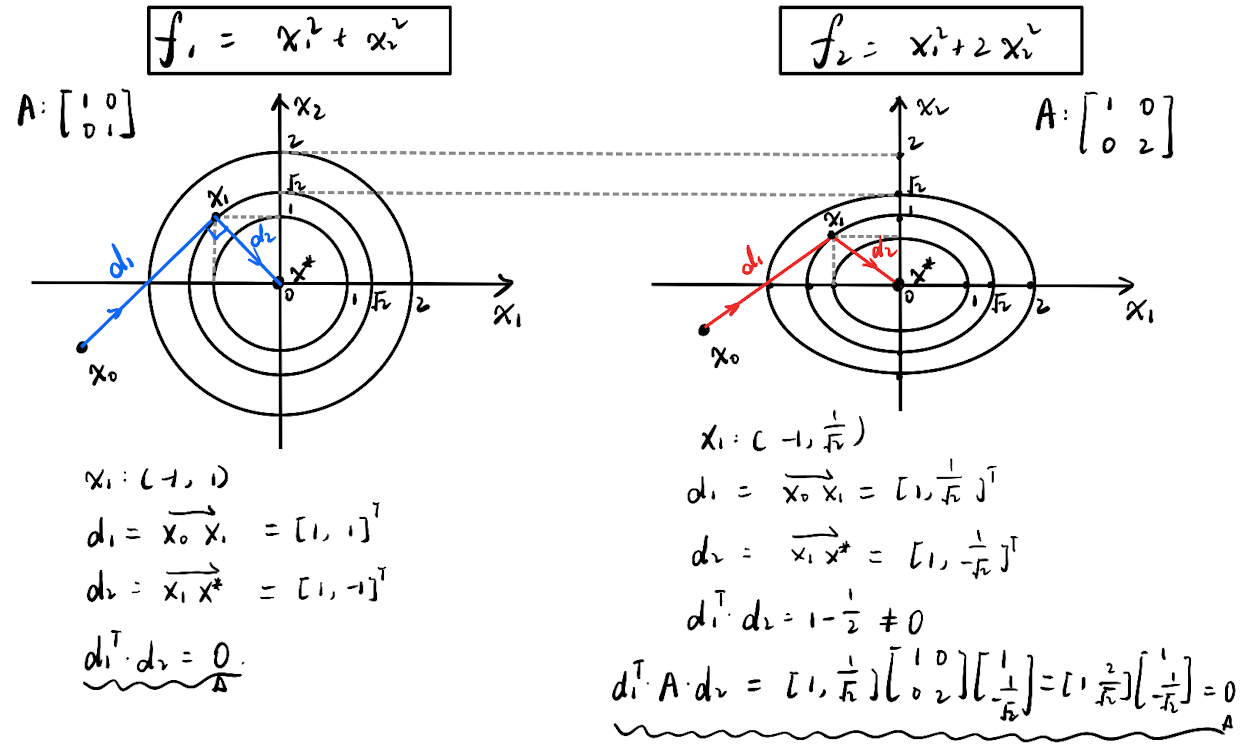 f₁ = x₁² + x₂²
A: [1 0
0 1]
x₂
2
√2
1
x₁
d₁
d₂
x*
0
1
√2
2
x₁
x₀
x₁: (-1, 1)
d₁ = x₀x₁→ = [1, 1]ᵀ
d₂ = x₁x*→ = [1, -1]ᵀ
d₁ᵀ · d₂ = 0.
f₂ = x₁² + 2x₂²
A: [1 0
0 2]
x₂
2
√2
1
x₁
d₁
d₂
x*
0
1
√2
2
x₁
x₀
x₁: (-1, 1/√2)
d₁ = x₀x₁→ = [1, 1/√2]ᵀ
d₂ = x₁x*→ = [1, 1/-√2]ᵀ
d₁ᵀ · d₂ = 1 - 1/2 ≠ 0
d₁ᵀ · A · d₂ = [1, 1/√2][1 0; 0 2][1; -1/√2] = [1 2/√2][1; -1/√2] = 0